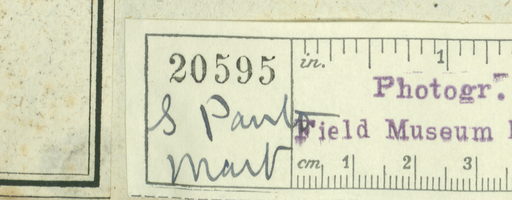 20595
in. 1
Photogr.
S Paulo
Field Museum
Mart
cm 1 2 3